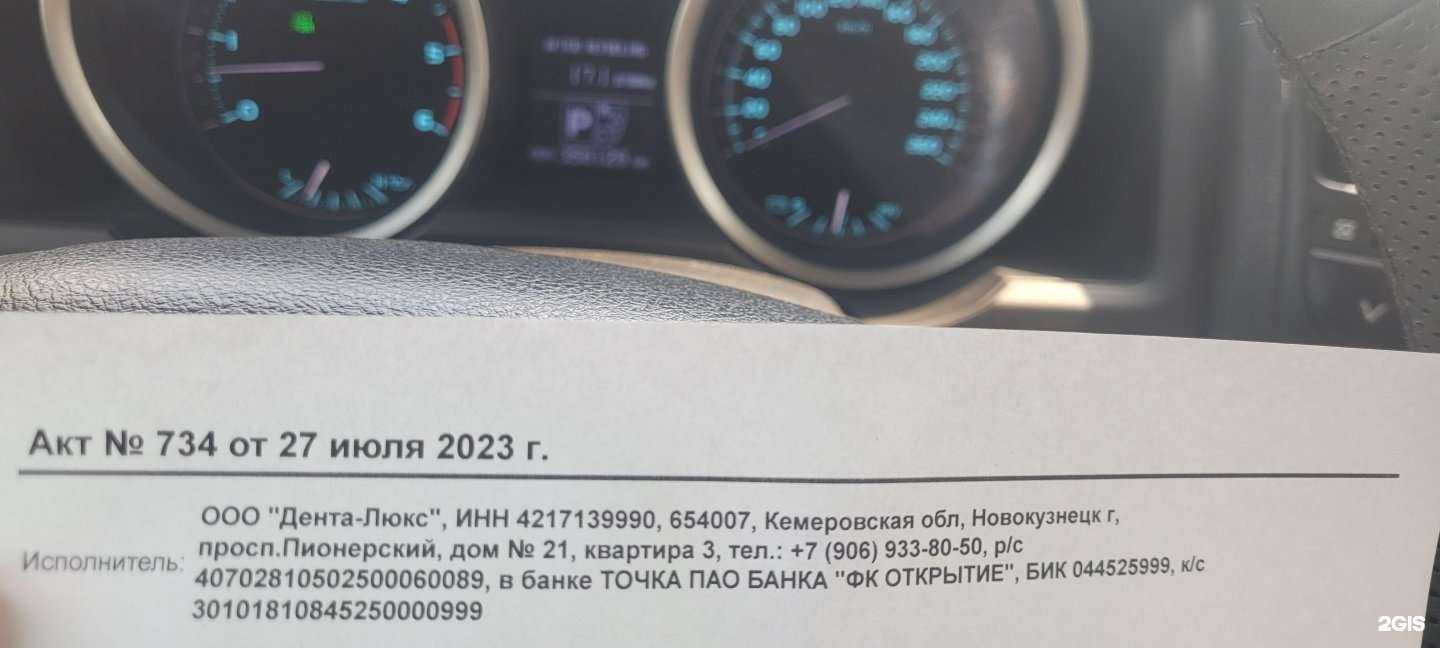 P
Акт № 734 от 27 июля 2023 г.
ООО "Дента-Люкс", ИНН 4217139990, 654007, Кемеровская обл, Новокузнецк г,
Исполнитель: просп.Пионерский, дом № 21, квартира 3, тел.: +7 (906) 933-80-50, р/с
40702810502500060089, в банке ТОЧКА ПАО БАНКА "ФК ОТКРЫТИЕ", БИК 044525999, к/с
30101810845250000999
2GIS